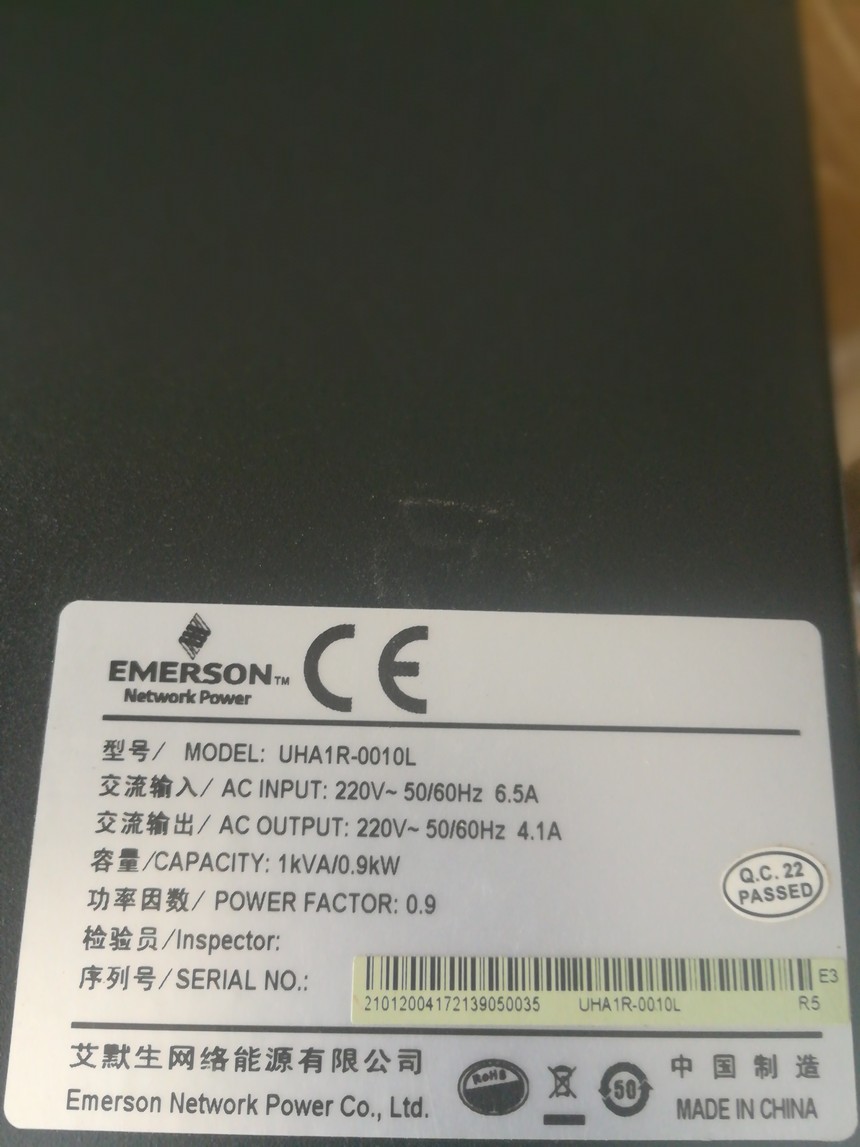 EMERSON™
Network Power
CE
型号/ MODEL: UHA1R-0010L
交流输入/ AC INPUT: 220V~ 50/60Hz 6.5A
交流输出/ AC OUTPUT: 220V~ 50/60Hz 4.1A
容量/CAPACITY: 1kVA/0.9kW
功率因数/ POWER FACTOR: 0.9
Q.C. 22
PASSED
检验员/Inspector:
序列号/SERIAL NO.:
E3
21012004172139050035 UHA1R-0010L R5
艾默生网络能源有限公司
Emerson Network Power Co., Ltd.
RoHS
50
中国制造
MADE IN CHINA